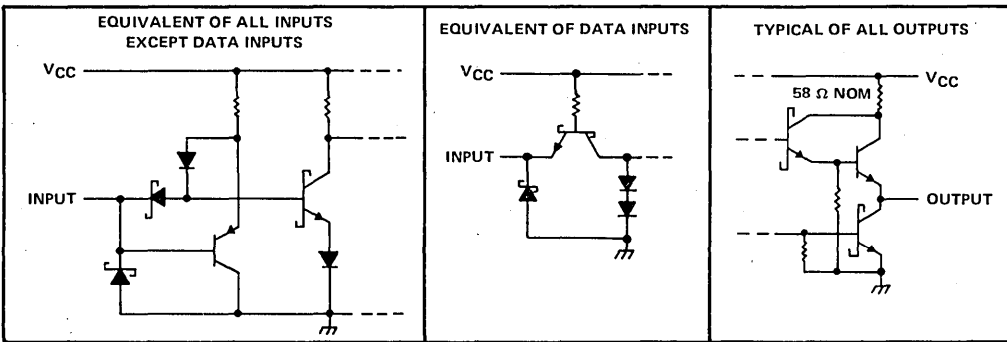 EQUIVALENT OF ALL INPUTS
EXCEPT DATA INPUTS
VCC
INPUT
EQUIVALENT OF DATA INPUTS
VCC
INPUT
TYPICAL OF ALL OUTPUTS
VCC
58 Ω NOM
OUTPUT